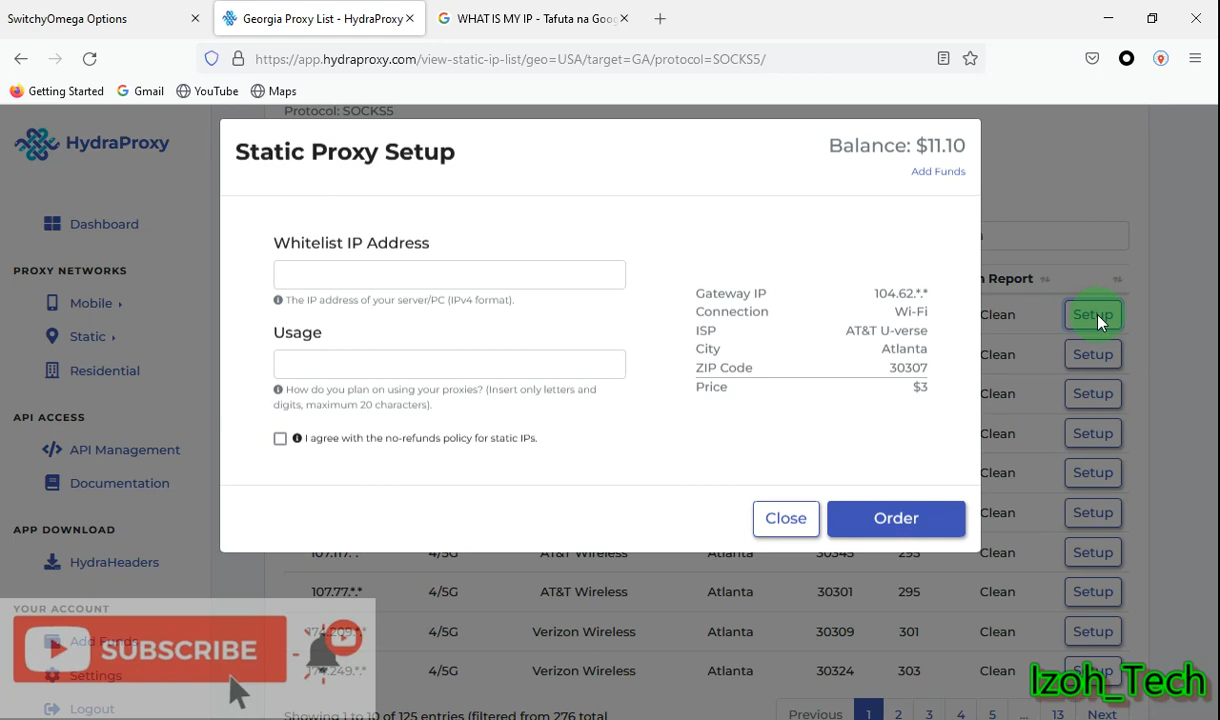 SwitchyOmega Options
Georgia Proxy List - HydraProxy
WHAT IS MY IP - Tafuta na Goo
https://app.hydraproxy.com/view-static-ip-list/geo=USA/target=GA/protocol=SOCKS5/
Getting Started
Gmail
YouTube
Maps
Protocol: SOCKS5
HydraProxy
Dashboard
PROXY NETWORKS
Mobile
Static
Residential
API ACCESS
API Management
Documentation
APP DOWNLOAD
HydraHeaders
YOUR ACCOUNT
Add Funds
Settings
Logout
Static Proxy Setup
Balance: $11.10
Add Funds
Whitelist IP Address
The IP address of your server/PC (IPv4 format).
Usage
How do you plan on using your proxies? (Insert only letters and
digits, maximum 20 characters).
I agree with the no-refunds policy for static IPs.
Gateway IP 104.62.*.*
Connection Wi-Fi
ISP AT&T U-verse
City Atlanta
ZIP Code 30307
Price $3
Close
Order
Report
Clean Setup
Clean Setup
Clean Setup
Clean Setup
Clean Setup
Clean Setup
107.117.*.* 4/5G AT&T Wireless Atlanta 30345 295 Clean Setup
107.77.*.* 4/5G AT&T Wireless Atlanta 30301 295 Clean Setup
4/5G Verizon Wireless Atlanta 30309 301 Clean Setup
4/5G Verizon Wireless Atlanta 30324 303 Clean
Showing 1 to 10 of 125 entries (filtered from 276 total
Previous 1 2 3 4 5 ... 13 Next
SUBSCRIBE
Izoh_Tech